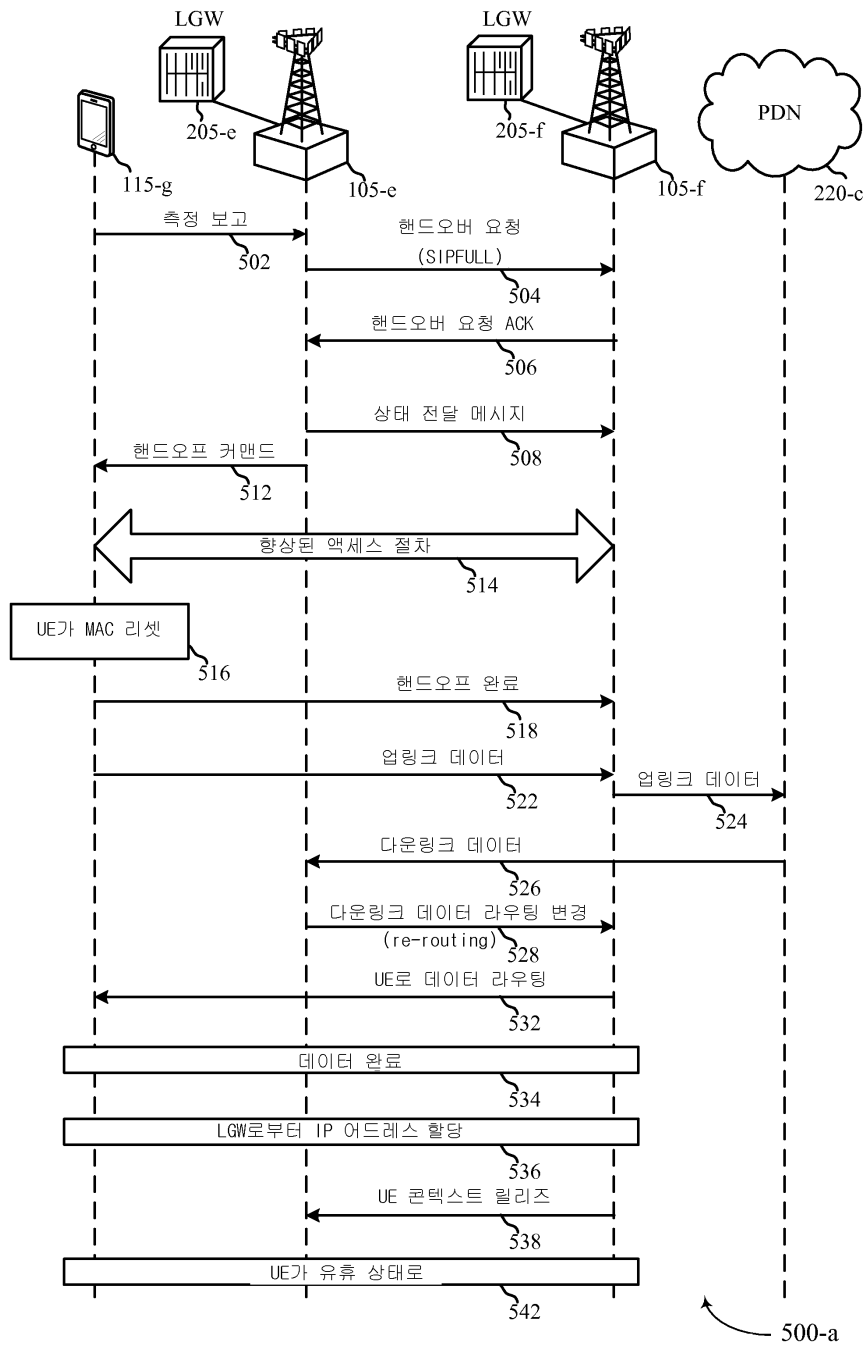 LGW
LGW
205-e
205-f
PDN
115-g
105-e
105-f
220-c
측정 보고
502
핸드오버 요청
(SIPFULL)
504
핸드오버 요청 ACK
506
상태 전달 메시지
508
핸드오프 커맨드
512
향상된 액세스 절차
514
UE가 MAC 리셋
516
핸드오프 완료
518
업링크 데이터
522
업링크 데이터
524
다운링크 데이터
526
다운링크 데이터 라우팅 변경
(re-routing)
528
UE로 데이터 라우팅
532
데이터 완료
534
LGW로부터 IP 어드레스 할당
536
UE 콘텍스트 릴리즈
538
UE가 유휴 상태로
542
500-a